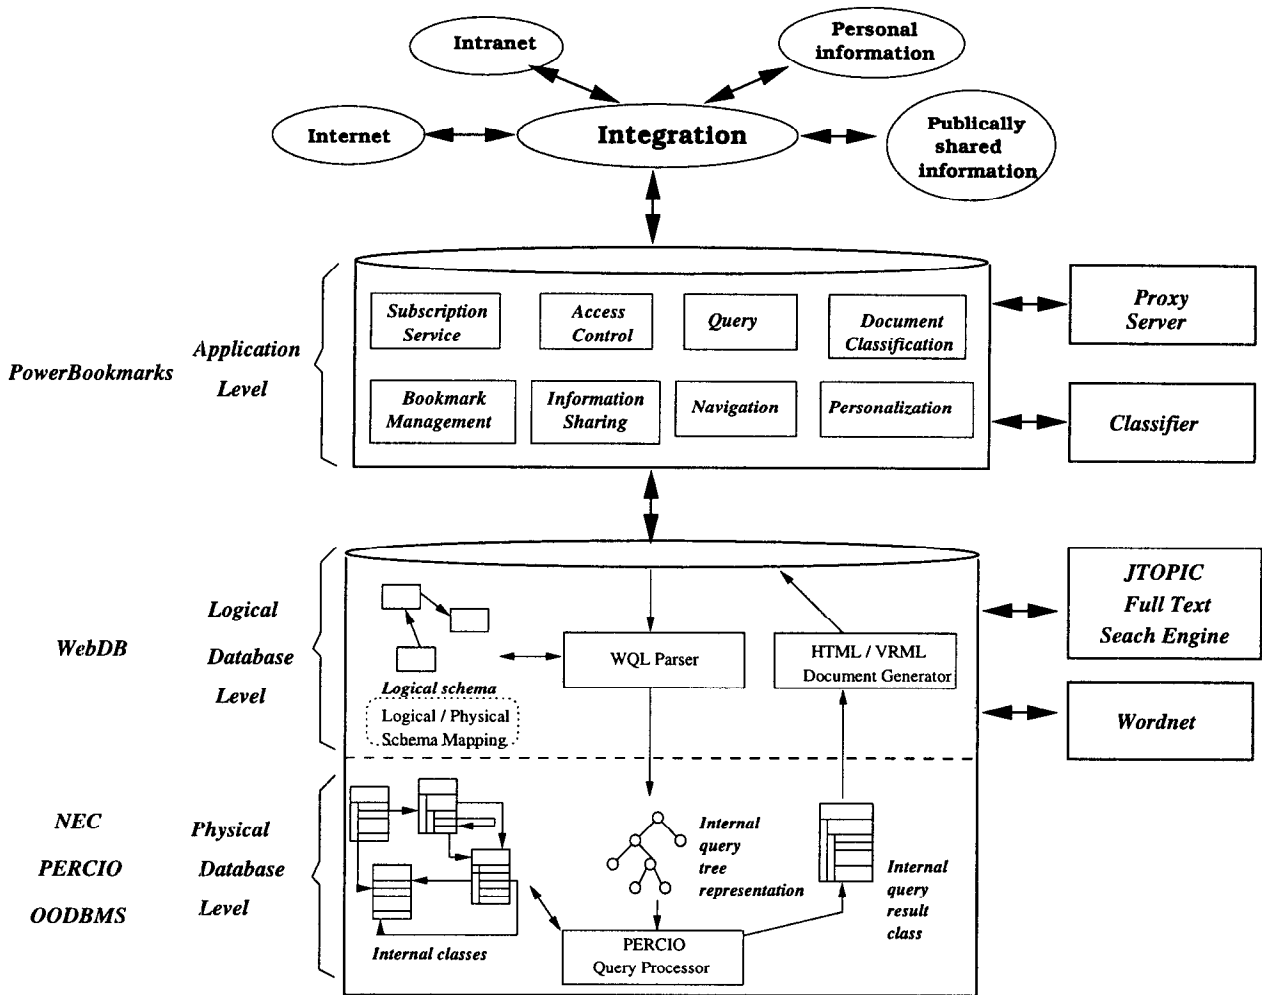 Intranet
Personal
information
Internet
Integration
Publically
shared
information
PowerBookmarks
Application
Level
Subscription
Service
Access
Control
Query
Document
Classification
Bookmark
Management
Information
Sharing
Navigation
Personalization
Proxy
Server
Classifier
WebDB
Logical
Database
Level
Logical schema
Logical / Physical
Schema Mapping
WQL Parser
HTML / VRML
Document Generator
JTOPIC
Full Text
Seach Engine
Wordnet
NEC
PERCIO
OODBMS
Physical
Database
Level
Internal classes
Internal
query
tree
representation
PERCIO
Query Processor
Internal
query
result
class